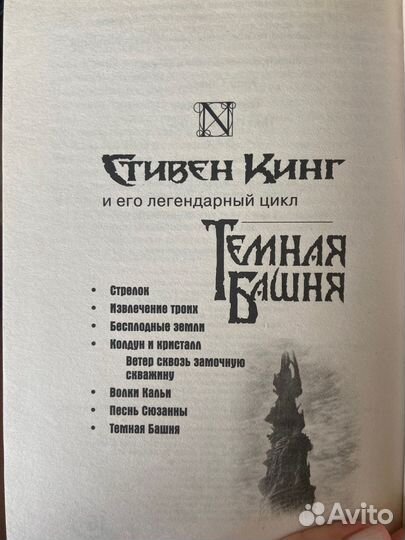 N
Стивен Кинг
и его легендарный цикл
Темная
Башня
• Стрелок
• Извлечение троих
• Бесплодные земли
• Колдун и кристалл
Ветер сквозь замочную
скважину
• Волки Кальи
• Песнь Сюзанны
• Темная Башня
Avito